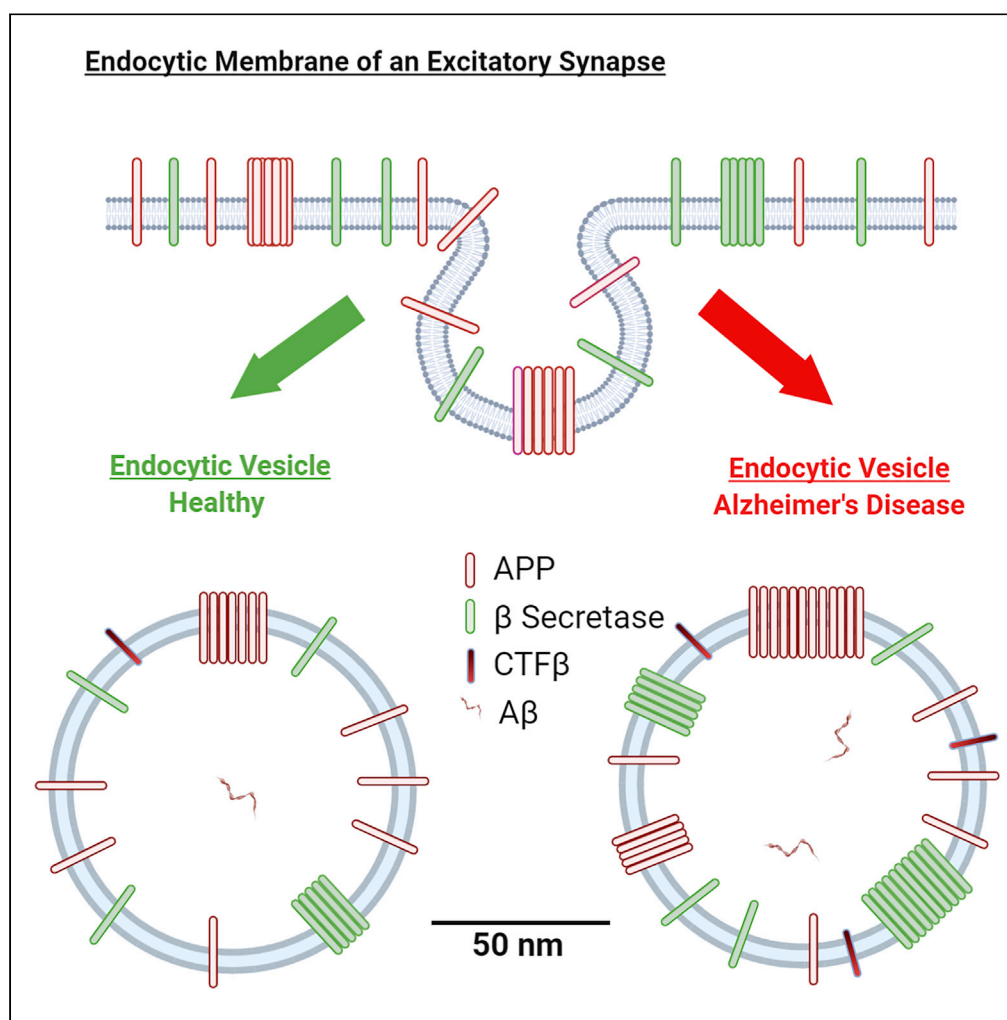 Endocytic Membrane of an Excitatory Synapse
Endocytic Vesicle
Healthy
Endocytic Vesicle
Alzheimer's Disease
APP
β Secretase
CTFβ
Aβ
50 nm